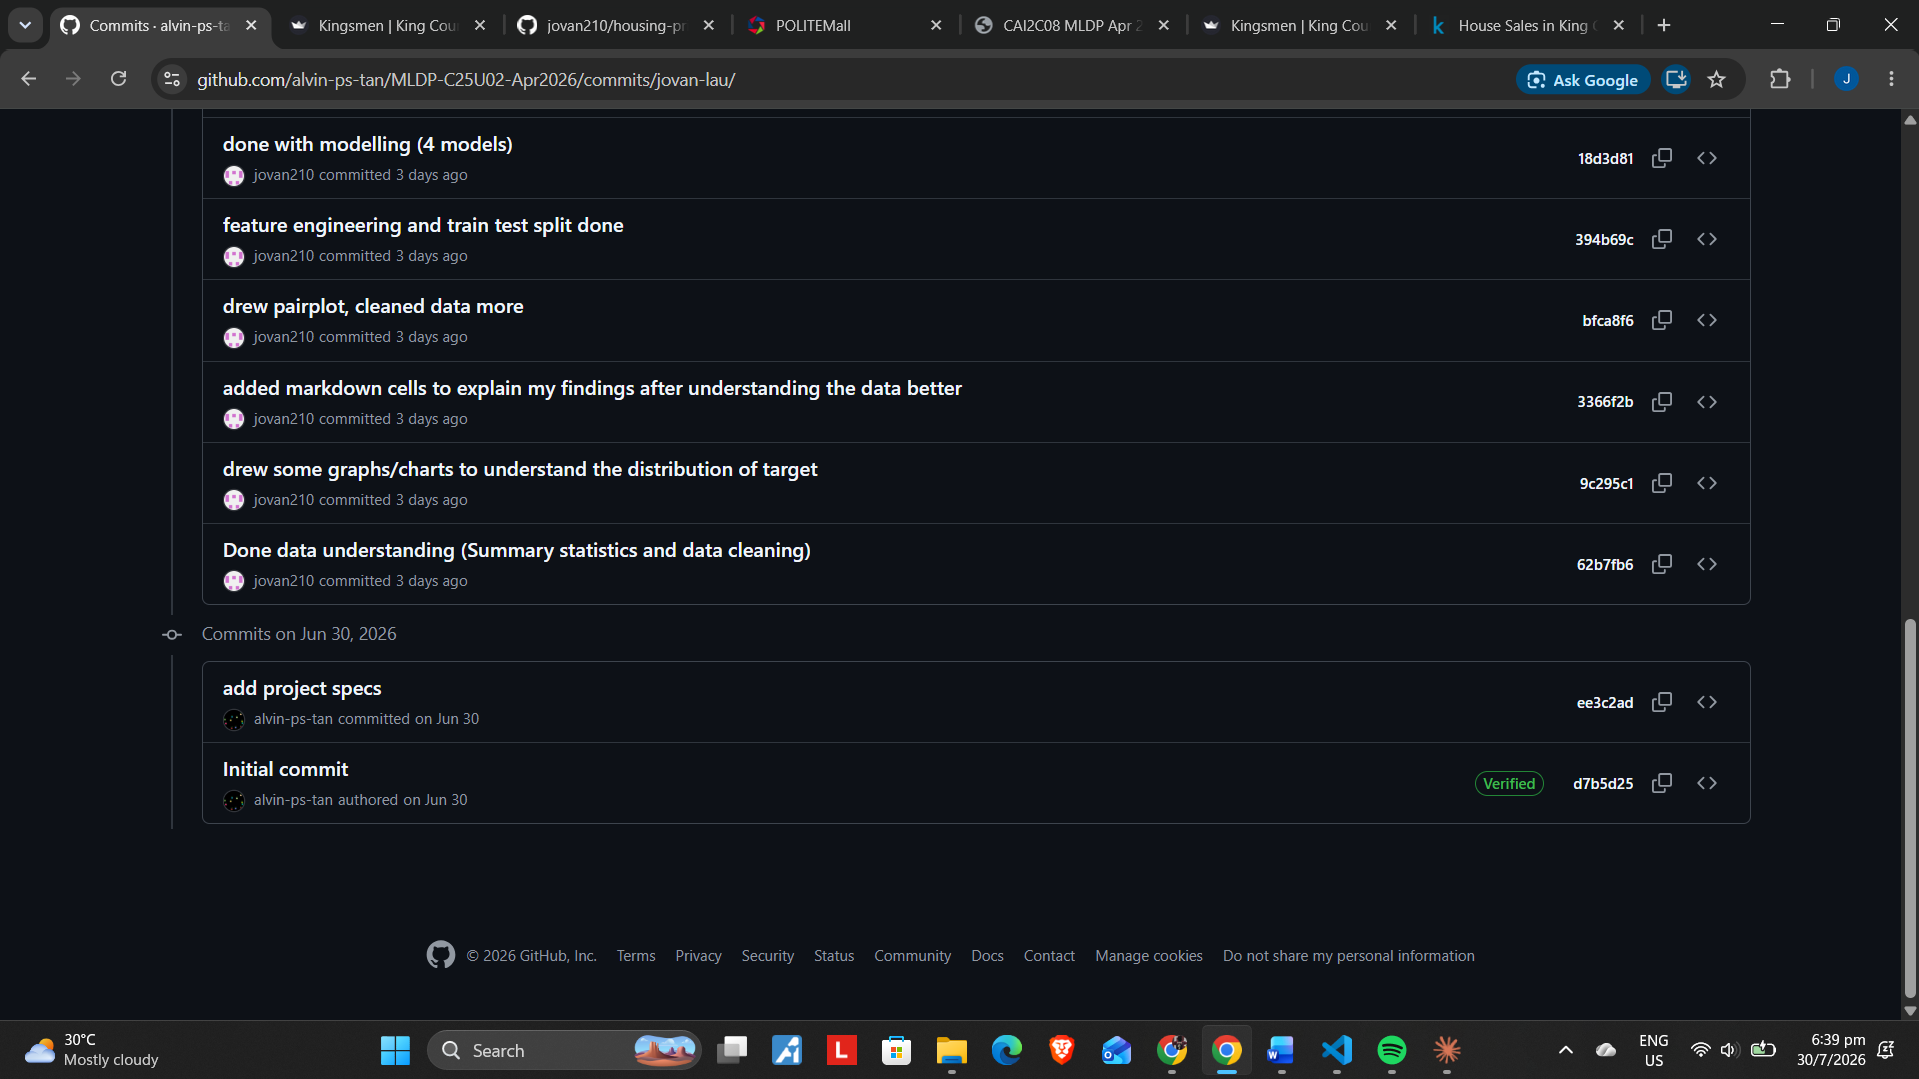 Commits · alvin-ps-ta
Kingsmen | King Cou
jovan210/housing-pr
POLITEMall
CAI2C08 MLDP Apr 2
Kingsmen | King Cou
House Sales in King
github.com/alvin-ps-tan/MLDP-C25U02-Apr2026/commits/jovan-lau/
Ask Google
J
done with modelling (4 models)
jovan210 committed 3 days ago
18d3d81
feature engineering and train test split done
jovan210 committed 3 days ago
394b69c
drew pairplot, cleaned data more
jovan210 committed 3 days ago
bfca8f6
added markdown cells to explain my findings after understanding the data better
jovan210 committed 3 days ago
3366f2b
drew some graphs/charts to understand the distribution of target
jovan210 committed 3 days ago
9c295c1
Done data understanding (Summary statistics and data cleaning)
jovan210 committed 3 days ago
62b7fb6
Commits on Jun 30, 2026
add project specs
alvin-ps-tan committed on Jun 30
ee3c2ad
Initial commit
alvin-ps-tan authored on Jun 30
Verified
d7b5d25
© 2026 GitHub, Inc. Terms Privacy Security Status Community Docs Contact Manage cookies Do not share my personal information
30°C
Mostly cloudy
Search
L
W
ENG
US
6:39 pm
30/7/2026